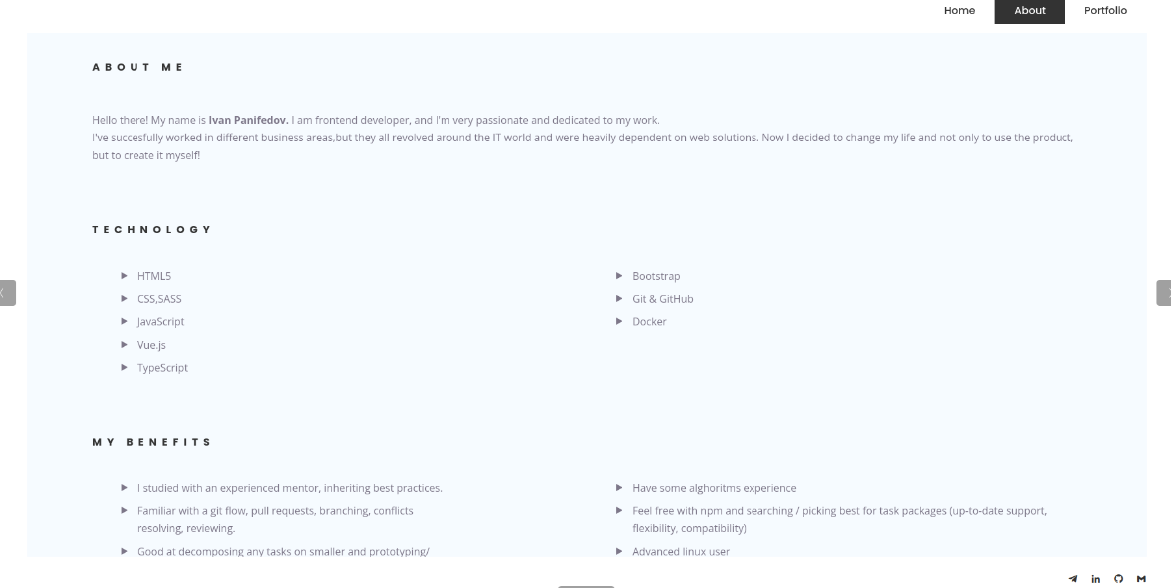 Home About Portfolio
ABOUT ME
Hello there! My name is Ivan Panifedov. I am frontend developer, and I'm very passionate and dedicated to my work.
I've succesfully worked in different business areas,but they all revolved around the IT world and were heavily dependent on web solutions. Now I decided to change my life and not only to use the product,
but to create it myself!
TECHNOLOGY
HTML5
CSS,SASS
JavaScript
Vue.js
TypeScript
Bootstrap
Git & GitHub
Docker
MY BENEFITS
I studied with an experienced mentor, inheriting best practices.
Familiar with a git flow, pull requests, branching, conflicts
resolving, reviewing.
Good at decomposing any tasks on smaller and prototyping/
Have some alghoritms experience
Feel free with npm and searching / picking best for task packages (up-to-date support,
flexibility, compatibility)
Advanced linux user